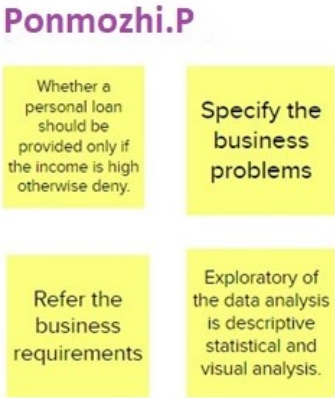 Ponmozhi.P
Whether a
personal loan
should be
provided only if
the income is high
otherwise deny.
Specify the
business
problems
Refer the
business
requirements
Exploratory of
the data analysis
is descriptive
statistical and
visual analysis.